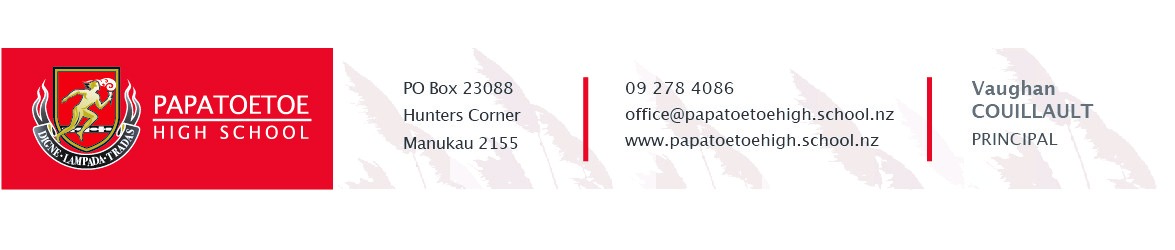 PAPATOETOE
HIGH SCHOOL
DIGNE · LAMPADA · TRADAS
PO Box 23088
Hunters Corner
Manukau 2155
09 278 4086
office@papatoetoehigh.school.nz
www.papatoetoehigh.school.nz
Vaughan
COUILLAULT
PRINCIPAL